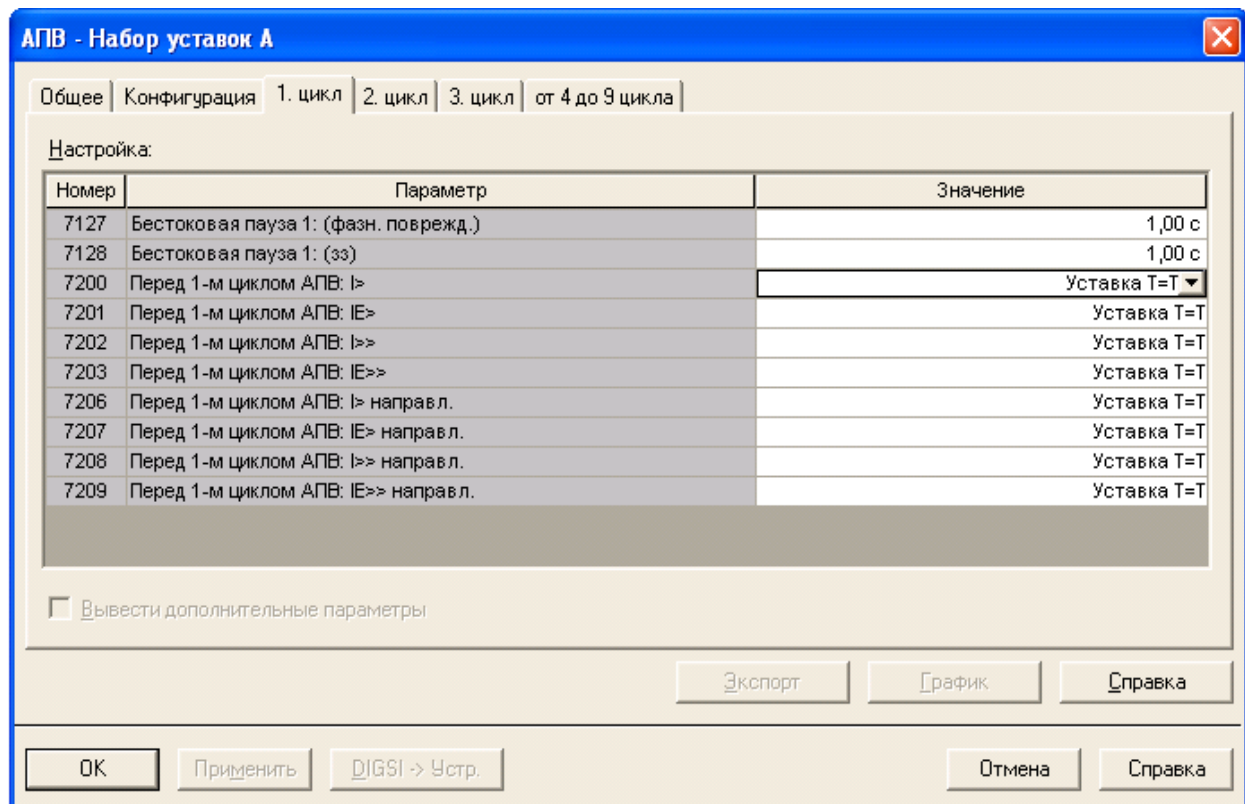 АПВ - Набор уставок А
Общее Конфигурация 1. цикл 2. цикл 3. цикл от 4 до 9 цикла
Настройка:
Номер Параметр Значение
7127 Бестоковая пауза 1: (фазн. поврежд.) 1,00 с
7128 Бестоковая пауза 1: (зз) 1,00 с
7200 Перед 1-м циклом АПВ: I> Уставка T=T
7201 Перед 1-м циклом АПВ: IE> Уставка T=T
7202 Перед 1-м циклом АПВ: I>> Уставка T=T
7203 Перед 1-м циклом АПВ: IE>> Уставка T=T
7206 Перед 1-м циклом АПВ: I> направл. Уставка T=T
7207 Перед 1-м циклом АПВ: IE> направл. Уставка T=T
7208 Перед 1-м циклом АПВ: I>> направл. Уставка T=T
7209 Перед 1-м циклом АПВ: IE>> направл. Уставка T=T
Вывести дополнительные параметры
Экспорт График Справка
OK Применить DIGSI -> Устр. Отмена Справка